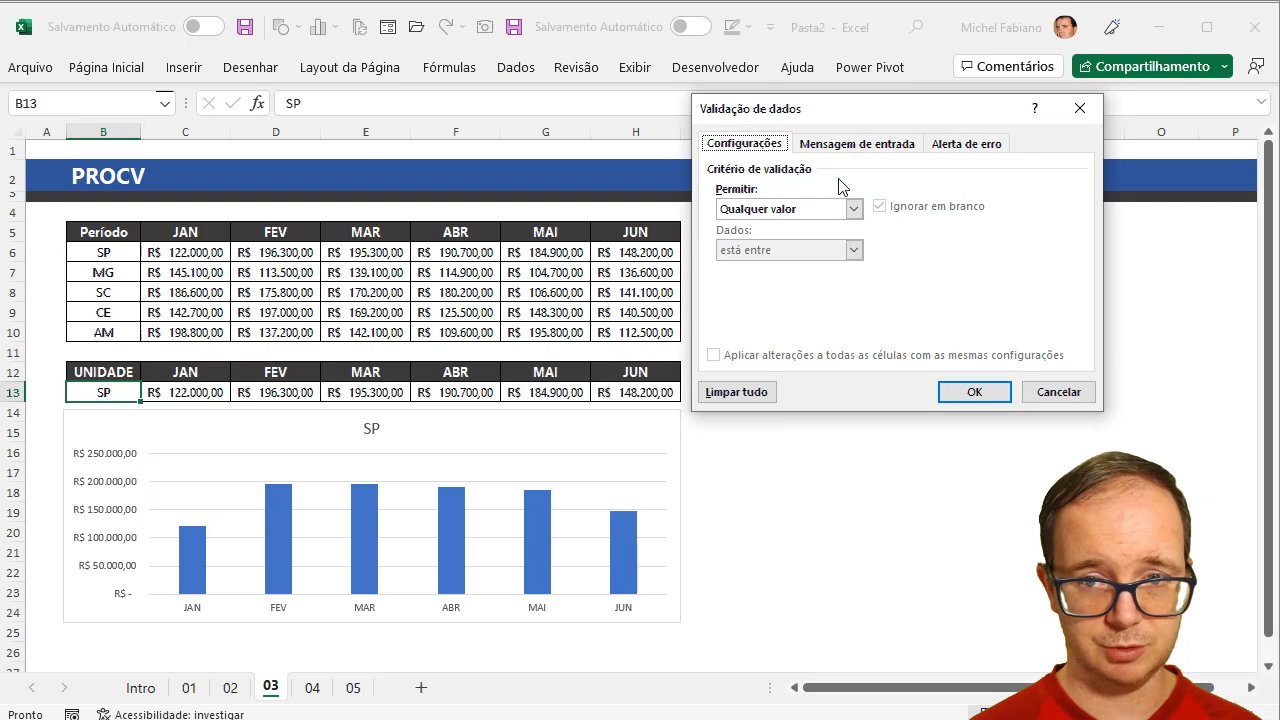 Salvamento Automático Salvamento Automático Pasta2 - Excel Michel Fabiano
Arquivo Página Inicial Inserir Desenhar Layout da Página Fórmulas Dados Revisão Exibir Desenvolvedor Ajuda Power Pivot Comentários Compartilhamento
B13 fx SP
A B C D E F G H O P
1
2 PROCV
3
4
5 Período JAN FEV MAR ABR MAI JUN
6 SP R$ 122.000,00 R$ 196.300,00 R$ 195.300,00 R$ 190.700,00 R$ 184.900,00 R$ 148.200,00
7 MG R$ 145.100,00 R$ 113.500,00 R$ 139.100,00 R$ 114.900,00 R$ 104.700,00 R$ 136.600,00
8 SC R$ 186.600,00 R$ 175.800,00 R$ 170.200,00 R$ 180.200,00 R$ 106.600,00 R$ 141.100,00
9 CE R$ 142.700,00 R$ 197.000,00 R$ 169.200,00 R$ 125.500,00 R$ 148.300,00 R$ 140.500,00
10 AM R$ 198.800,00 R$ 137.200,00 R$ 142.100,00 R$ 109.600,00 R$ 195.800,00 R$ 112.500,00
11
12 UNIDADE JAN FEV MAR ABR MAI JUN
13 SP R$ 122.000,00 R$ 196.300,00 R$ 195.300,00 R$ 190.700,00 R$ 184.900,00 R$ 148.200,00
14
15
16
17
18
19
20
21
22
23
24
25
26
SP
R$ 250.000,00
R$ 200.000,00
R$ 150.000,00
R$ 100.000,00
R$ 50.000,00
R$ -
JAN FEV MAR ABR MAI JUN
Validação de dados ?
Configurações Mensagem de entrada Alerta de erro
Critério de validação
Permitir:
Qualquer valor Ignorar em branco
Dados:
está entre
Aplicar alterações a todas as células com as mesmas configurações
Limpar tudo OK Cancelar
Intro 01 02 03 04 05
Pronto Acessibilidade: investigar